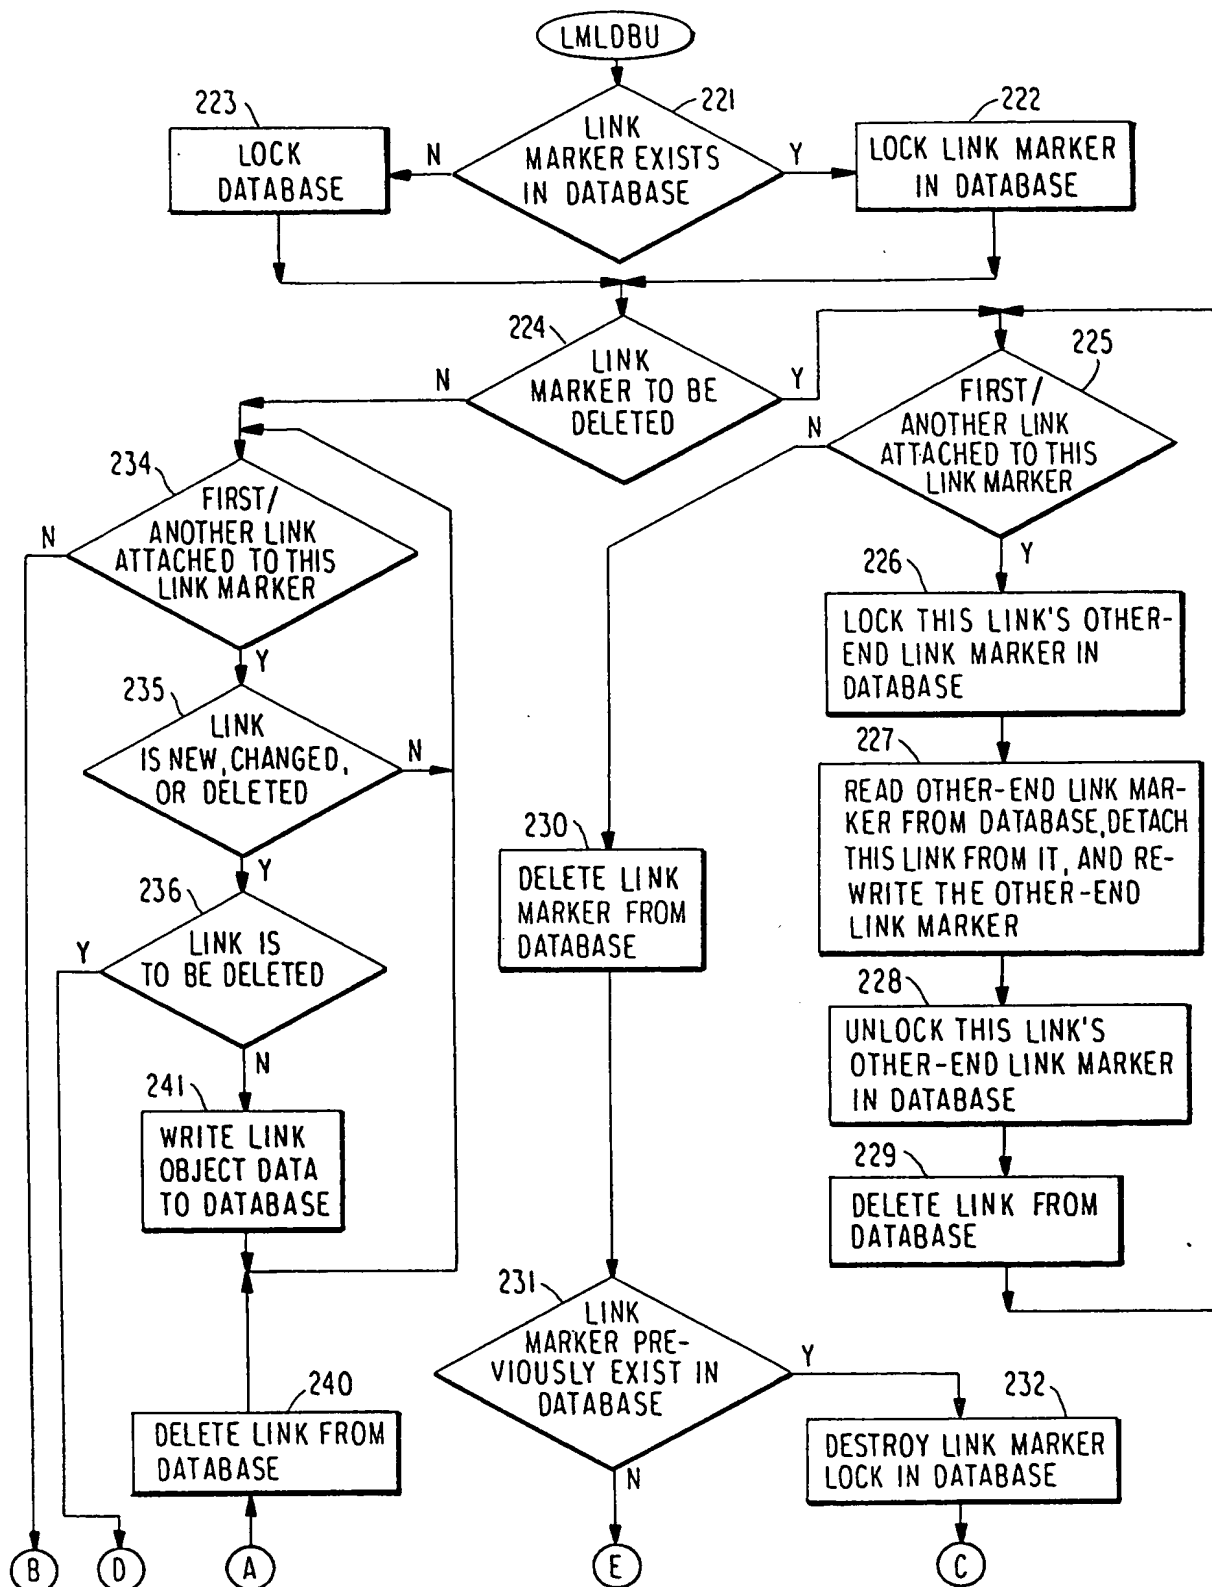 LMLDBU
223
221
222
LINK
MARKER EXISTS
IN DATABASE
N
Y
LOCK
DATABASE
LOCK LINK MARKER
IN DATABASE
224
LINK
MARKER TO BE
DELETED
N
Y
225
FIRST/
ANOTHER LINK
ATTACHED TO THIS
LINK MARKER
N
Y
234
FIRST/
ANOTHER LINK
ATTACHED TO THIS
LINK MARKER
N
Y
226
LOCK THIS LINK'S OTHER-
END LINK MARKER IN
DATABASE
235
LINK
IS NEW, CHANGED,
OR DELETED
N
Y
227
READ OTHER-END LINK MAR-
KER FROM DATABASE, DETACH
THIS LINK FROM IT, AND RE-
WRITE THE OTHER-END
LINK MARKER
230
DELETE LINK
MARKER FROM
DATABASE
236
LINK IS
TO BE DELETED
Y
N
228
UNLOCK THIS LINK'S
OTHER-END LINK MARKER
IN DATABASE
241
WRITE LINK
OBJECT DATA
TO DATABASE
229
DELETE LINK FROM
DATABASE
231
LINK
MARKER PRE-
VIOUSLY EXIST IN
DATABASE
Y
N
240
DELETE LINK FROM
DATABASE
232
DESTROY LINK MARKER
LOCK IN DATABASE
B
D
A
E
C